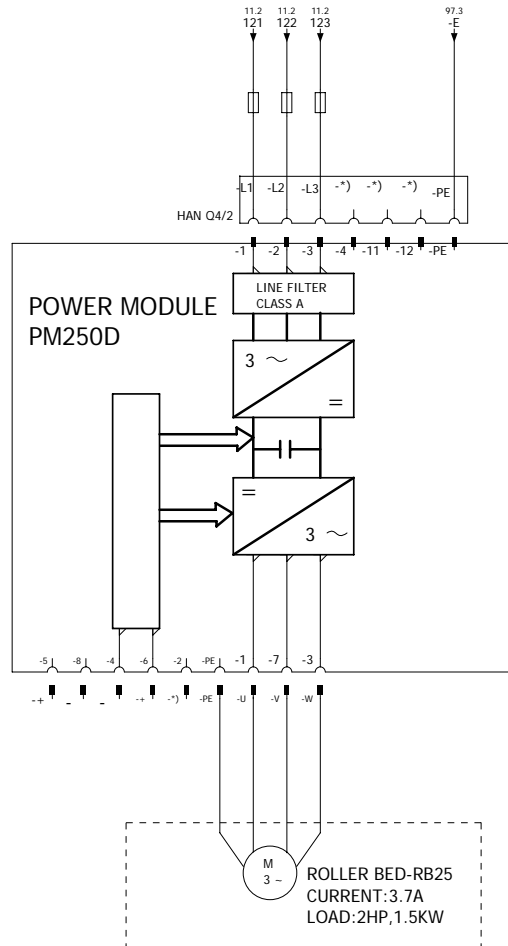 11.2 11.2 11.2 97.3
121 122 123 -E
-L1 -L2 -L3 -*) -*) -*) -PE
HAN Q4/2
-1 -2 -3 -4 -11 -12 -PE
LINE FILTER
CLASS A
POWER MODULE
PM250D
3 ~
=
=
3 ~
-5 -8 -4 -6 -2 -PE -1 -7 -3
-+ - - -+ -*) -PE -U -V -W
M
3 ~
ROLLER BED-RB25
CURRENT:3.7A
LOAD:2HP,1.5KW